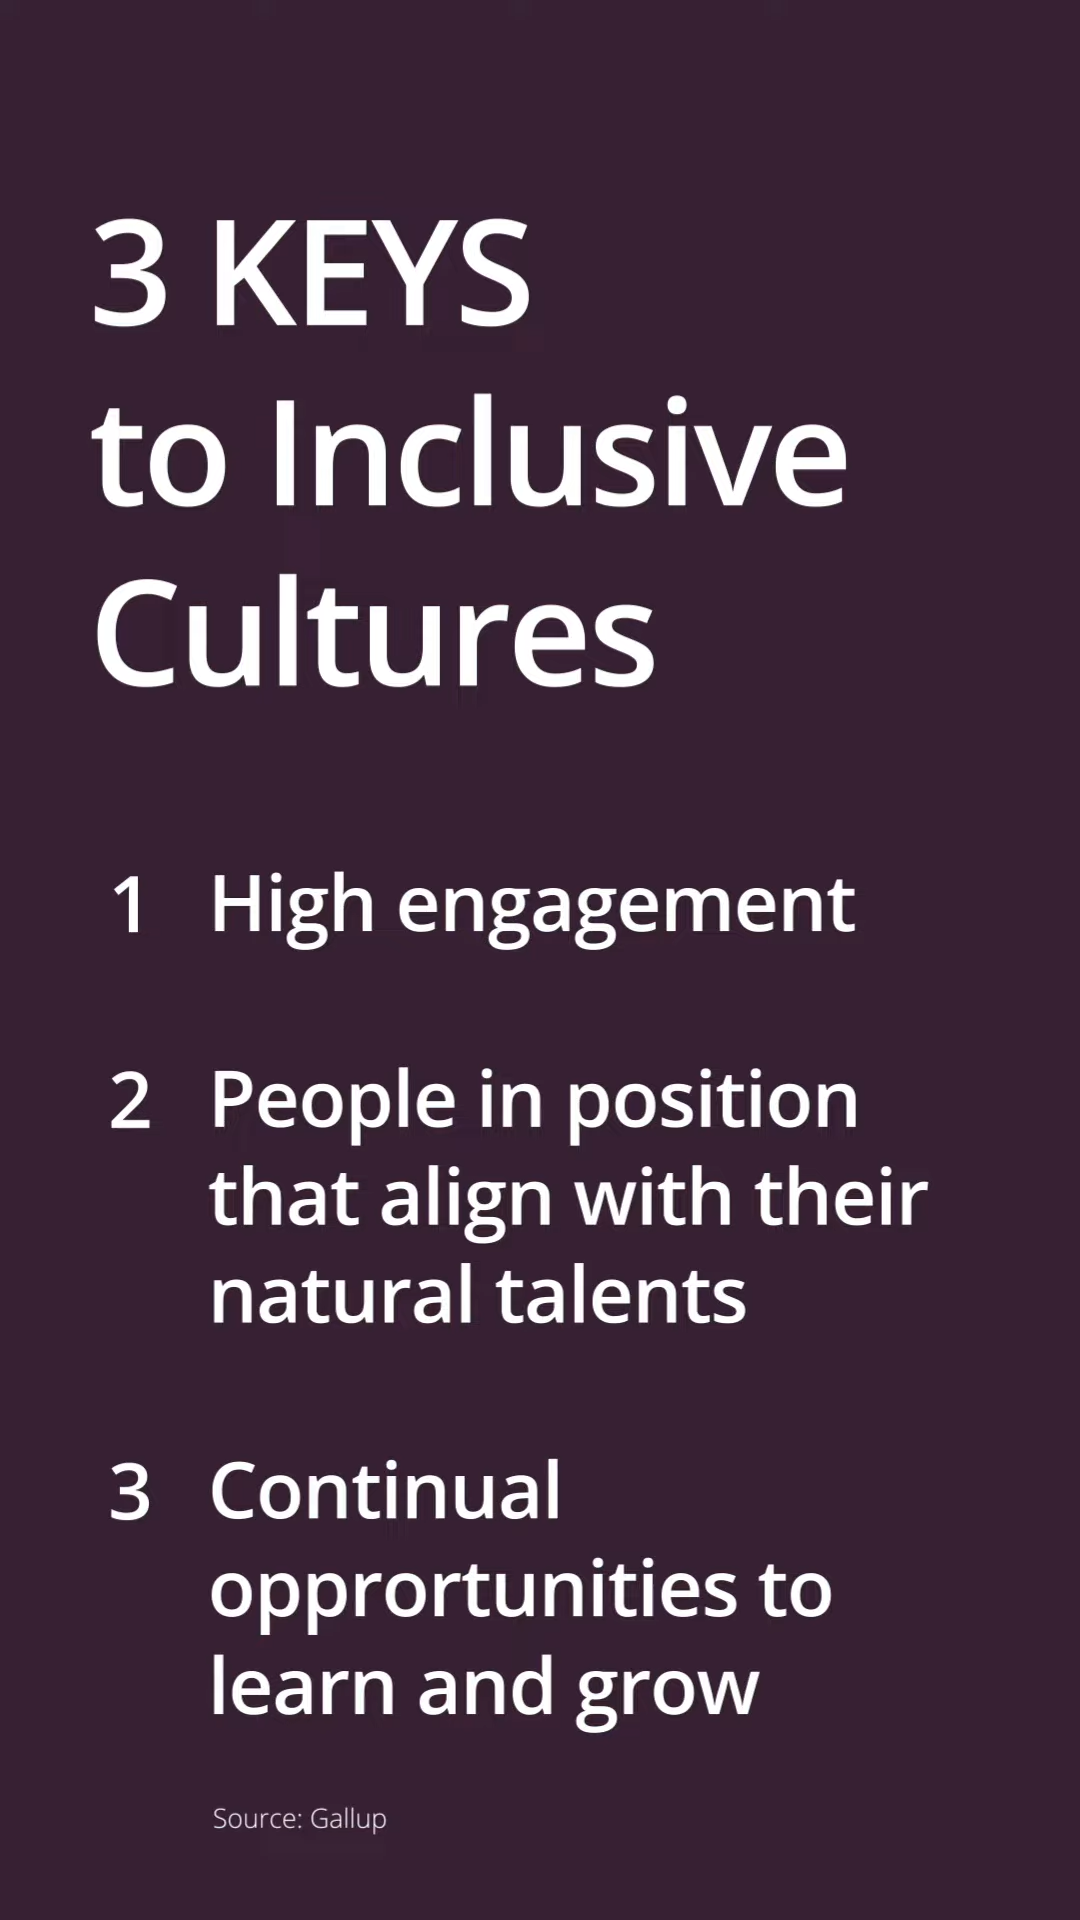 3 KEYS
to Inclusive
Cultures
1 High engagement
2 People in position
that align with their
natural talents
3 Continual
opprortunities to
learn and grow
Source: Gallup